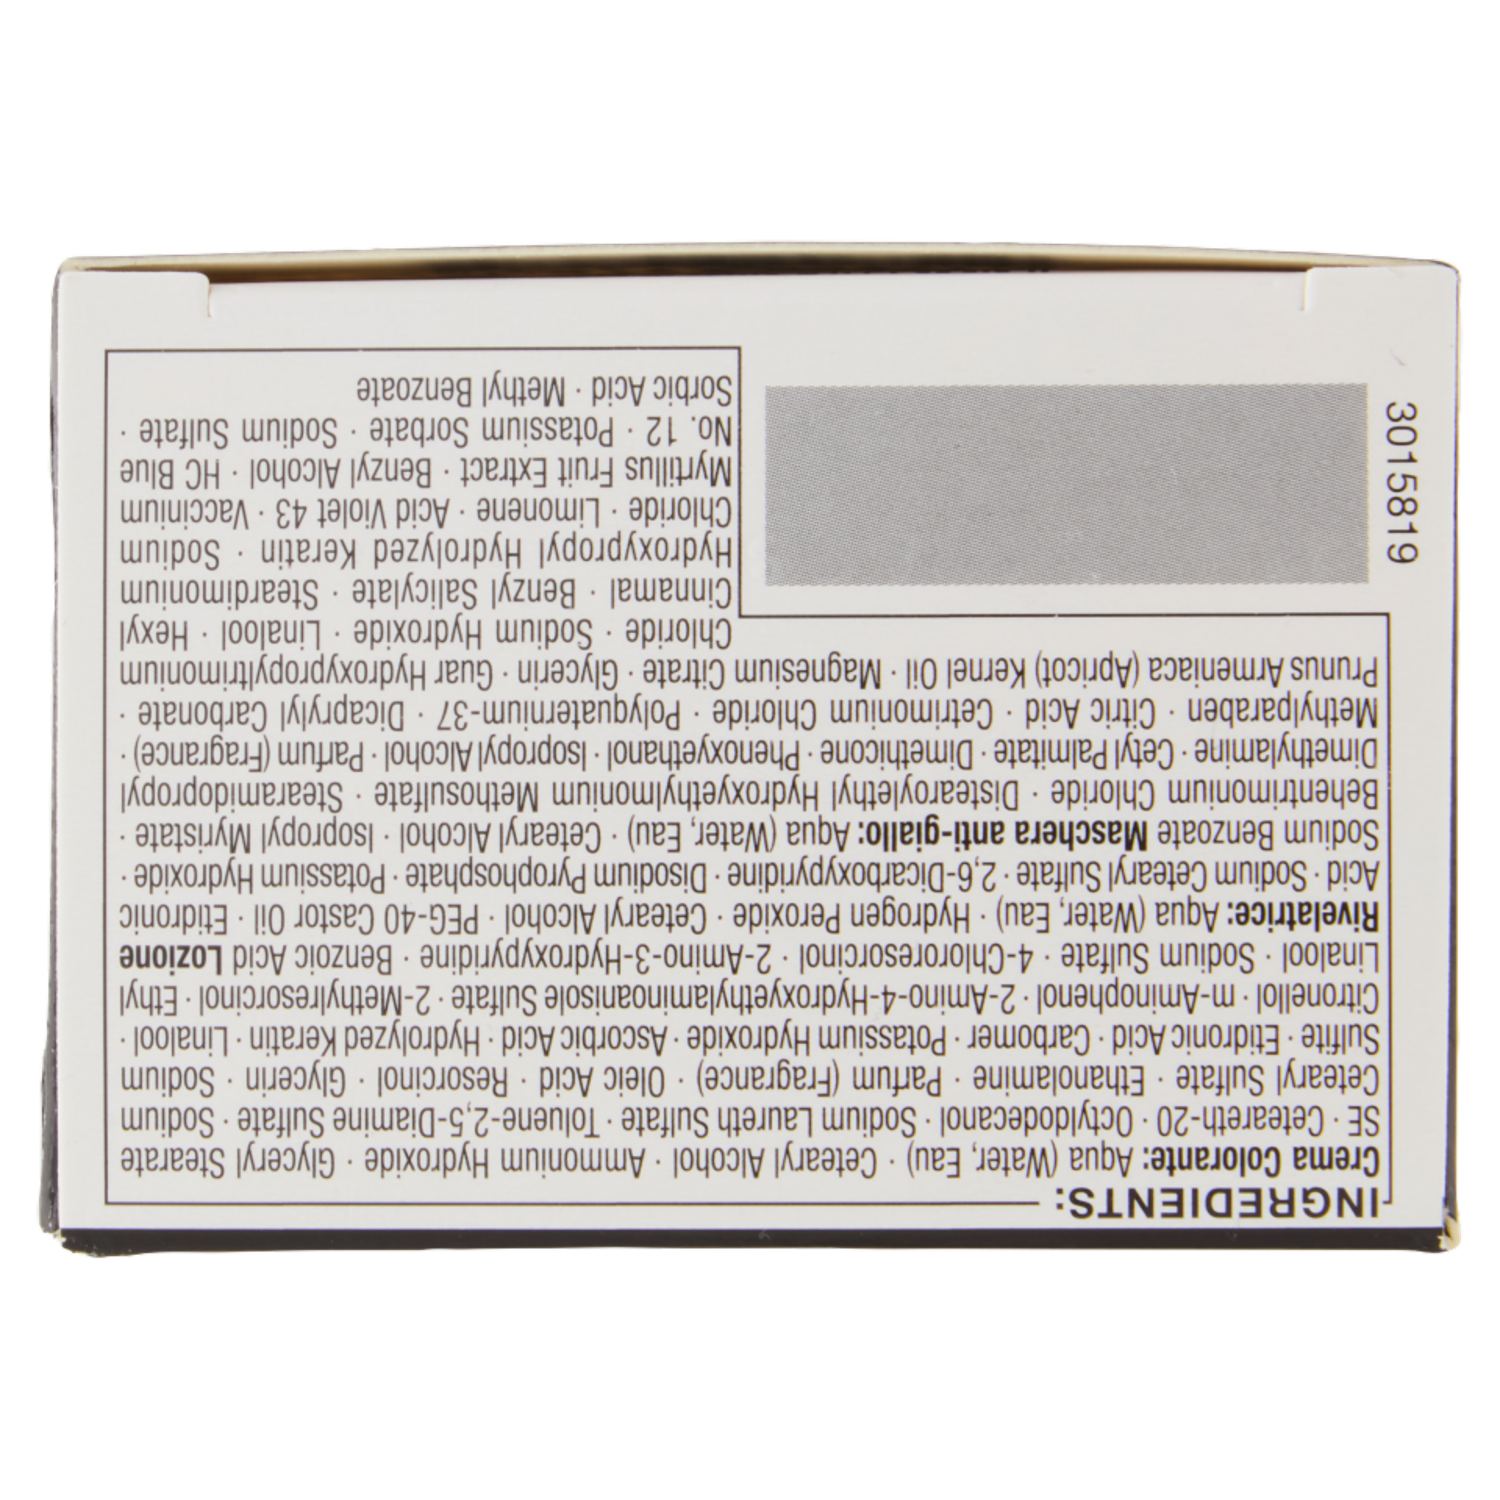 INGREDIENTS:
Crema Colorante: Aqua (Water, Eau) · Cetearyl Alcohol · Ammonium Hydroxide · Glyceryl Stearate
SE · Ceteareth-20 · Octyldodecanol · Sodium Laureth Sulfate · Toluene-2,5-Diamine Sulfate · Sodium
Cetearyl Sulfate · Ethanolamine · Parfum (Fragrance) · Oleic Acid · Resorcinol · Glycerin · Sodium
Sulfite · Etidronic Acid · Carbomer · Potassium Hydroxide · Ascorbic Acid · Hydrolyzed Keratin · Linalool ·
Citronellol · m-Aminophenol · 2-Amino-4-Hydroxyethylaminoanisole Sulfate · 2-Methylresorcinol · Ethyl
Linalool · Sodium Sulfate · 4-Chlororesorcinol · 2-Amino-3-Hydroxypyridine · Benzoic Acid Lozione
Rivelatrice: Aqua (Water, Eau) · Hydrogen Peroxide · Cetearyl Alcohol · PEG-40 Castor Oil · Etidronic
Acid · Sodium Cetearyl Sulfate · 2,6-Dicarboxypyridine · Disodium Pyrophosphate · Potassium Hydroxide ·
Sodium Benzoate Maschera anti-giallo: Aqua (Water, Eau) · Cetearyl Alcohol · Isopropyl Myristate ·
Behentrimonium Chloride · Distearoylethyl Hydroxyethylmonium Methosulfate · Stearamidopropyl
Dimethylamine · Cetyl Palmitate · Dimethicone · Phenoxyethanol · Isopropyl Alcohol · Parfum (Fragrance) ·
Methylparaben · Citric Acid · Cetrimonium Chloride · Polyquaternium-37 · Dicaprylyl Carbonate ·
Prunus Armeniaca (Apricot) Kernel Oil · Magnesium Citrate · Glycerin · Guar Hydroxypropyltrimonium
Chloride · Sodium Hydroxide · Linalool · Hexyl
Cinnamal · Benzyl Salicylate · Steardimonium
Hydroxypropyl Hydrolyzed Keratin · Sodium
Chloride · Limonene · Acid Violet 43 · Vaccinium
Myrtillus Fruit Extract · Benzyl Alcohol · HC Blue
No. 12 · Potassium Sorbate · Sodium Sulfate ·
Sorbic Acid · Methyl Benzoate
3015819